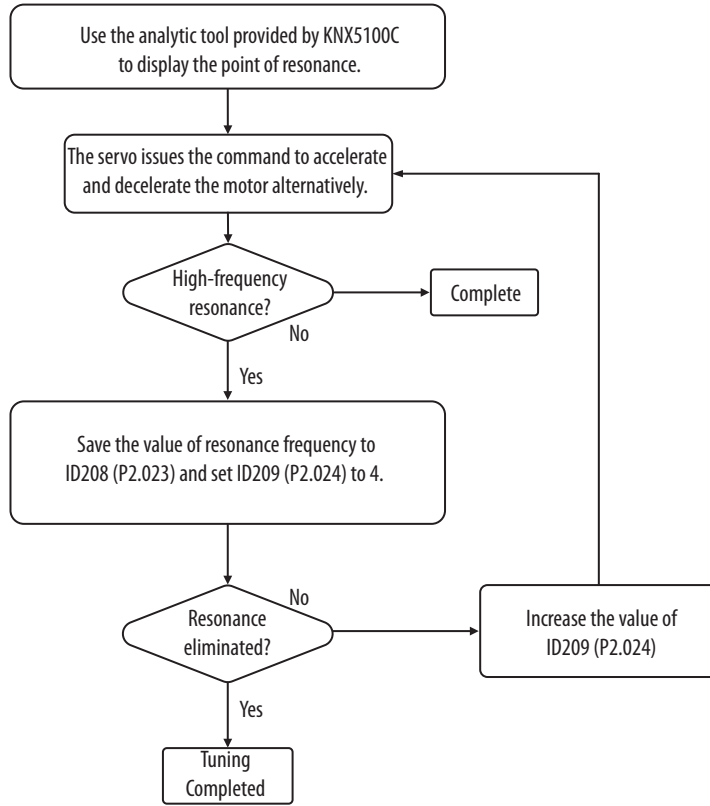 Use the analytic tool provided by KNX5100C
to display the point of resonance.
The servo issues the command to accelerate
and decelerate the motor alternatively.
High-frequency
resonance?
Complete
No
Yes
Save the value of resonance frequency to
ID208 (P2.023) and set ID209 (P2.024) to 4.
No
Resonance
eliminated?
Increase the value of
ID209 (P2.024)
Yes
Tuning
Completed